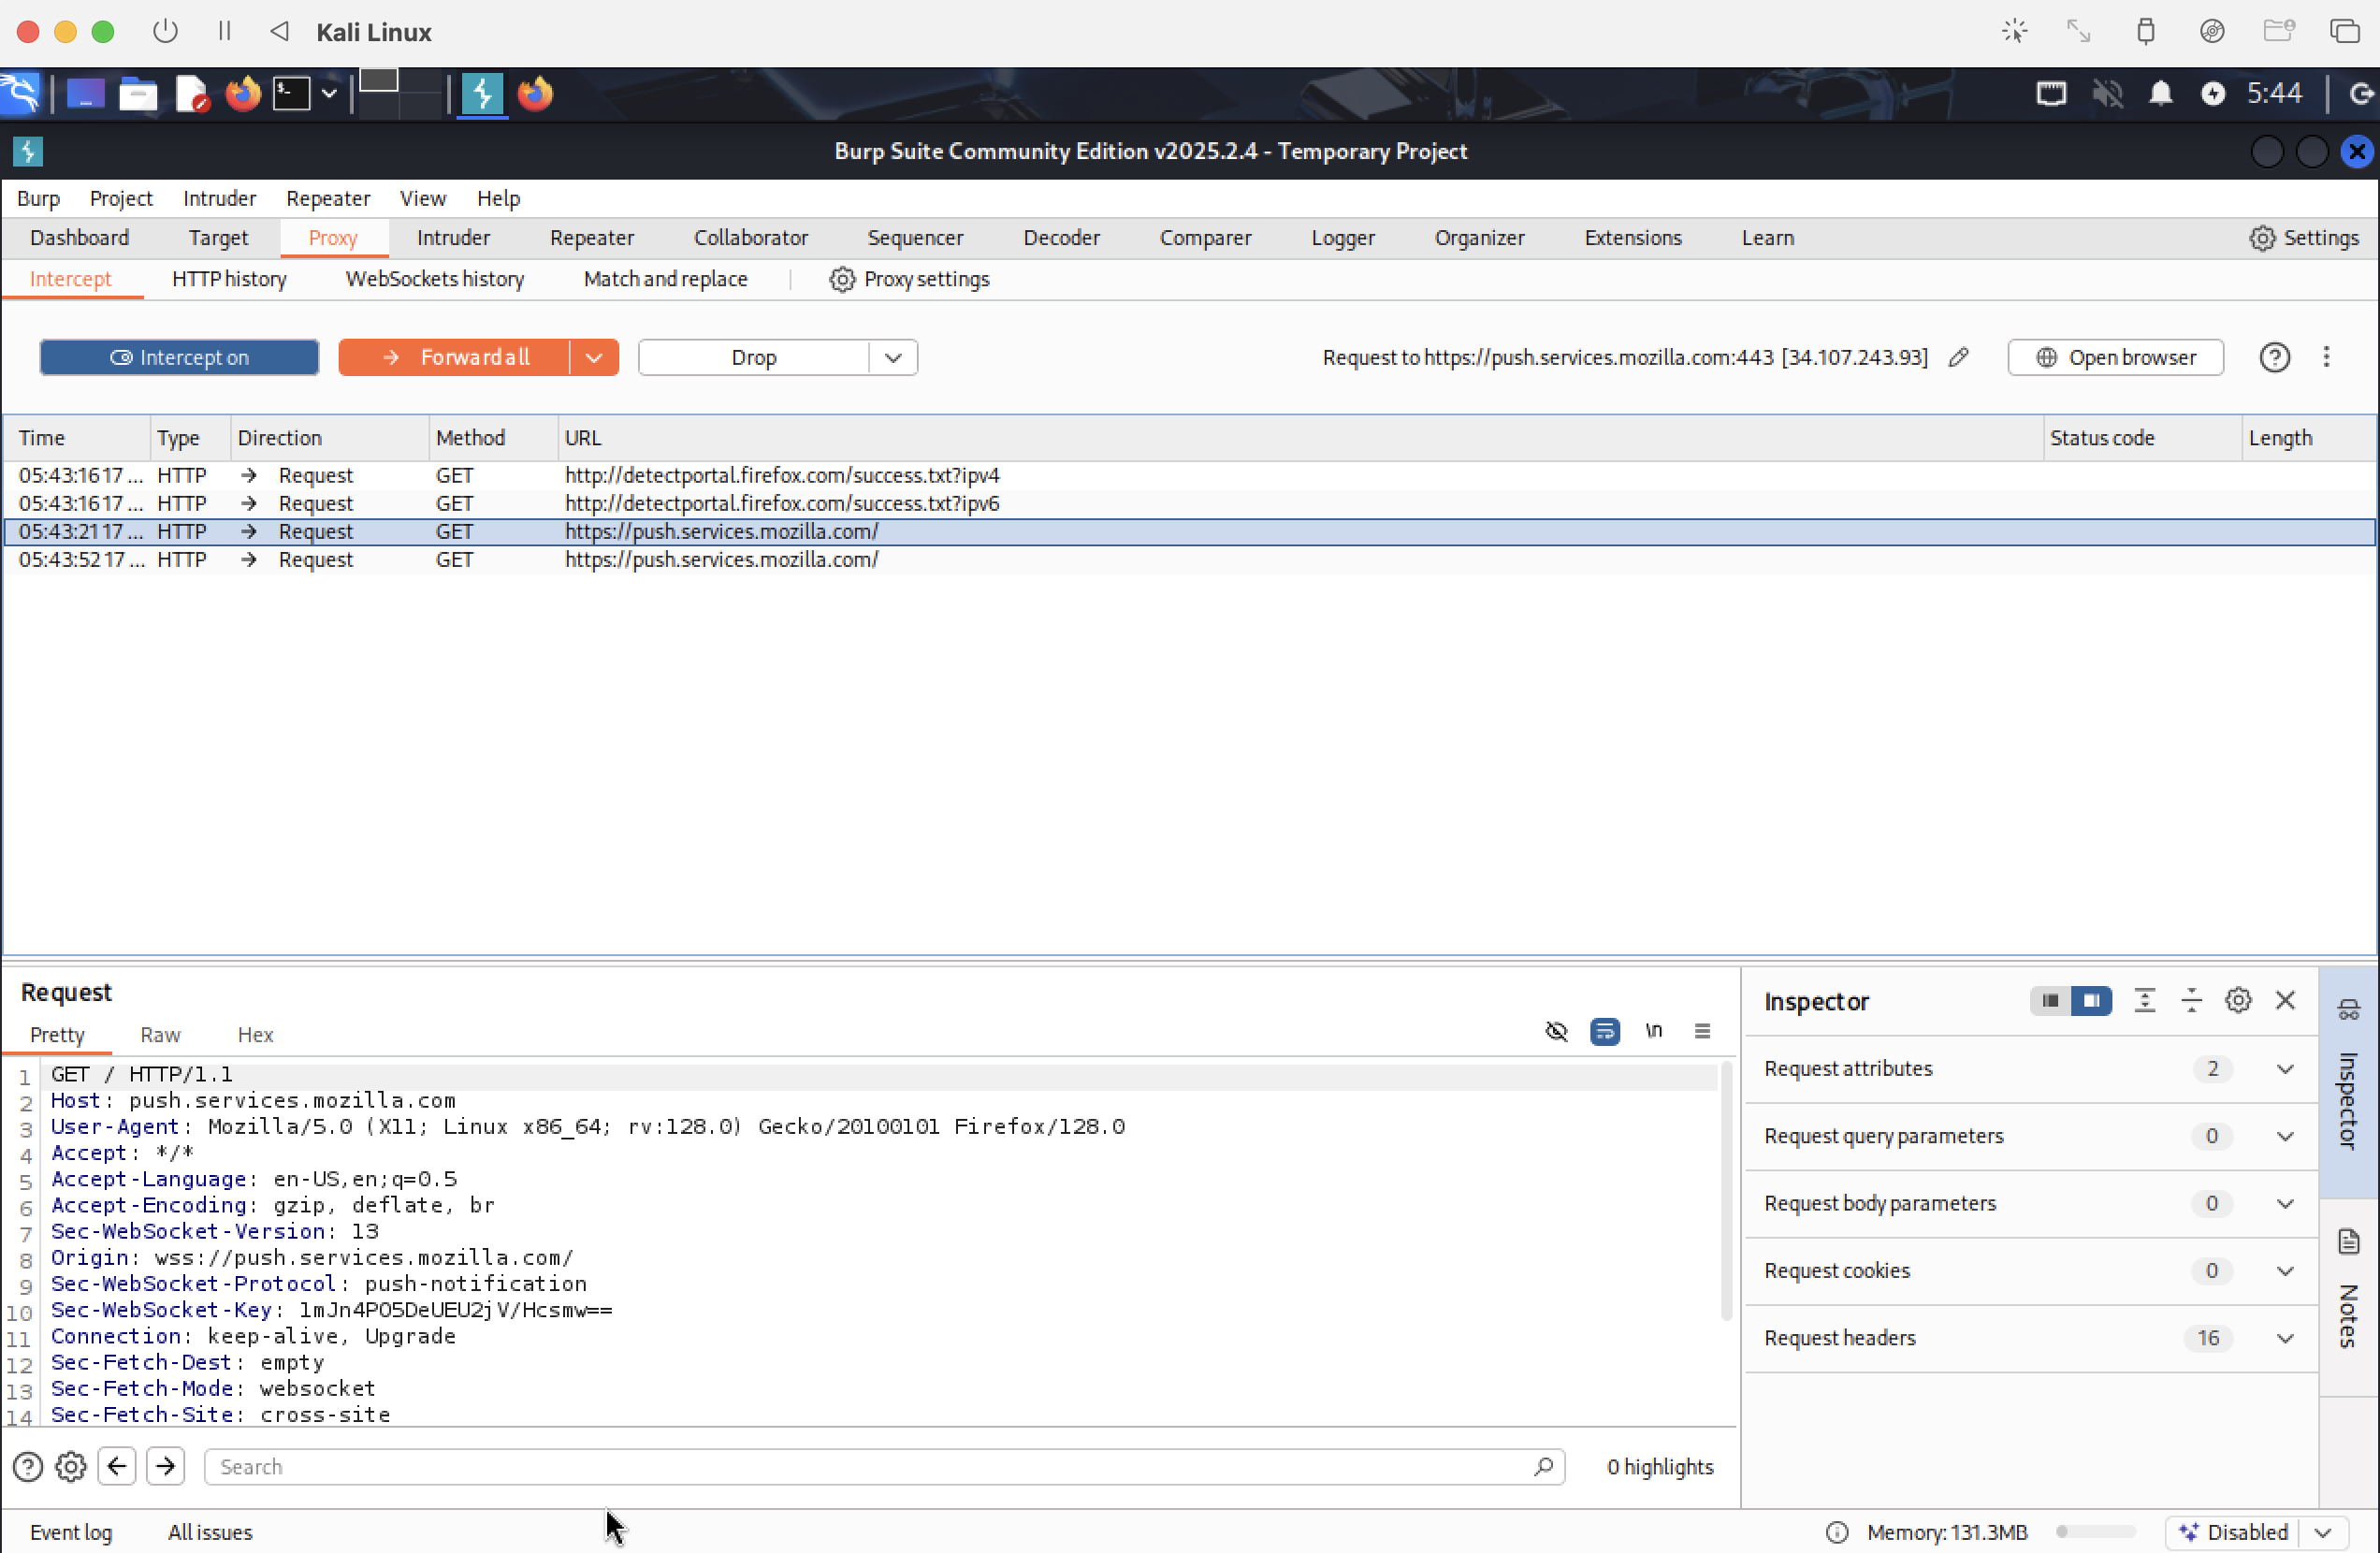 Kali Linux
5:44
Burp Suite Community Edition v2025.2.4 - Temporary Project
Burp Project Intruder Repeater View Help
Dashboard Target Proxy Intruder Repeater Collaborator Sequencer Decoder Comparer Logger Organizer Extensions Learn Settings
Intercept HTTP history WebSockets history Match and replace Proxy settings
Intercept on Forward all Drop Request to https://push.services.mozilla.com:443 [34.107.243.93] Open browser
Time Type Direction Method URL Status code Length
05:43:16 17 ... HTTP → Request GET http://detectportal.firefox.com/success.txt?ipv4
05:43:16 17 ... HTTP → Request GET http://detectportal.firefox.com/success.txt?ipv6
05:43:21 17 ... HTTP → Request GET https://push.services.mozilla.com/
05:43:52 17 ... HTTP → Request GET https://push.services.mozilla.com/
Request
Pretty Raw Hex \n
1 GET / HTTP/1.1
2 Host: push.services.mozilla.com
3 User-Agent: Mozilla/5.0 (X11; Linux x86_64; rv:128.0) Gecko/20100101 Firefox/128.0
4 Accept: */*
5 Accept-Language: en-US,en;q=0.5
6 Accept-Encoding: gzip, deflate, br
7 Sec-WebSocket-Version: 13
8 Origin: wss://push.services.mozilla.com/
9 Sec-WebSocket-Protocol: push-notification
10 Sec-WebSocket-Key: lmJn4PO5DeUEU2jV/Hcsmw==
11 Connection: keep-alive, Upgrade
12 Sec-Fetch-Dest: empty
13 Sec-Fetch-Mode: websocket
14 Sec-Fetch-Site: cross-site
Search 0 highlights
Inspector
Request attributes 2
Request query parameters 0
Request body parameters 0
Request cookies 0
Request headers 16
Inspector
Notes
Event log All issues Memory: 131.3MB Disabled